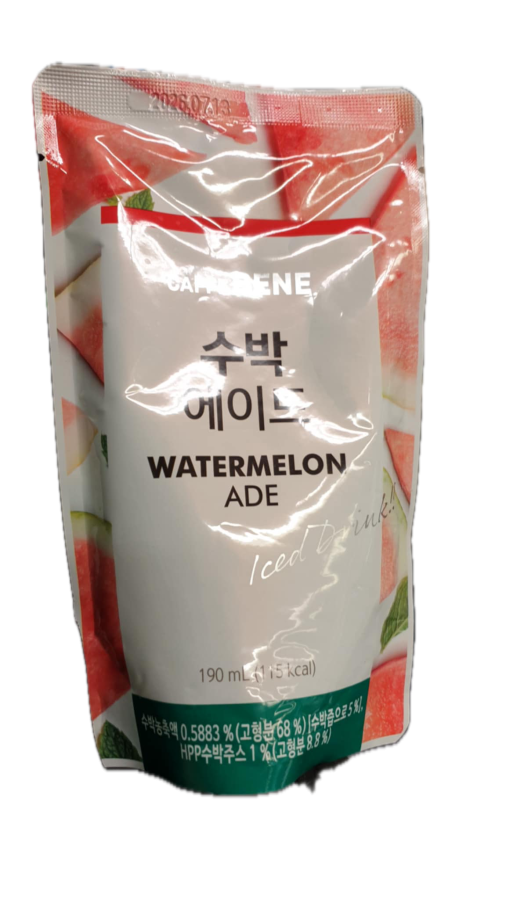 2026.07.13
수박
에이드
WATERMELON
ADE
Iced Drink!!
190 mL (115 kcal)
수박농축액 0.5883 % (고형분 68 %) [수박즙으로 5 %],
HPP수박주스 1 % (고형분 8.8 %)